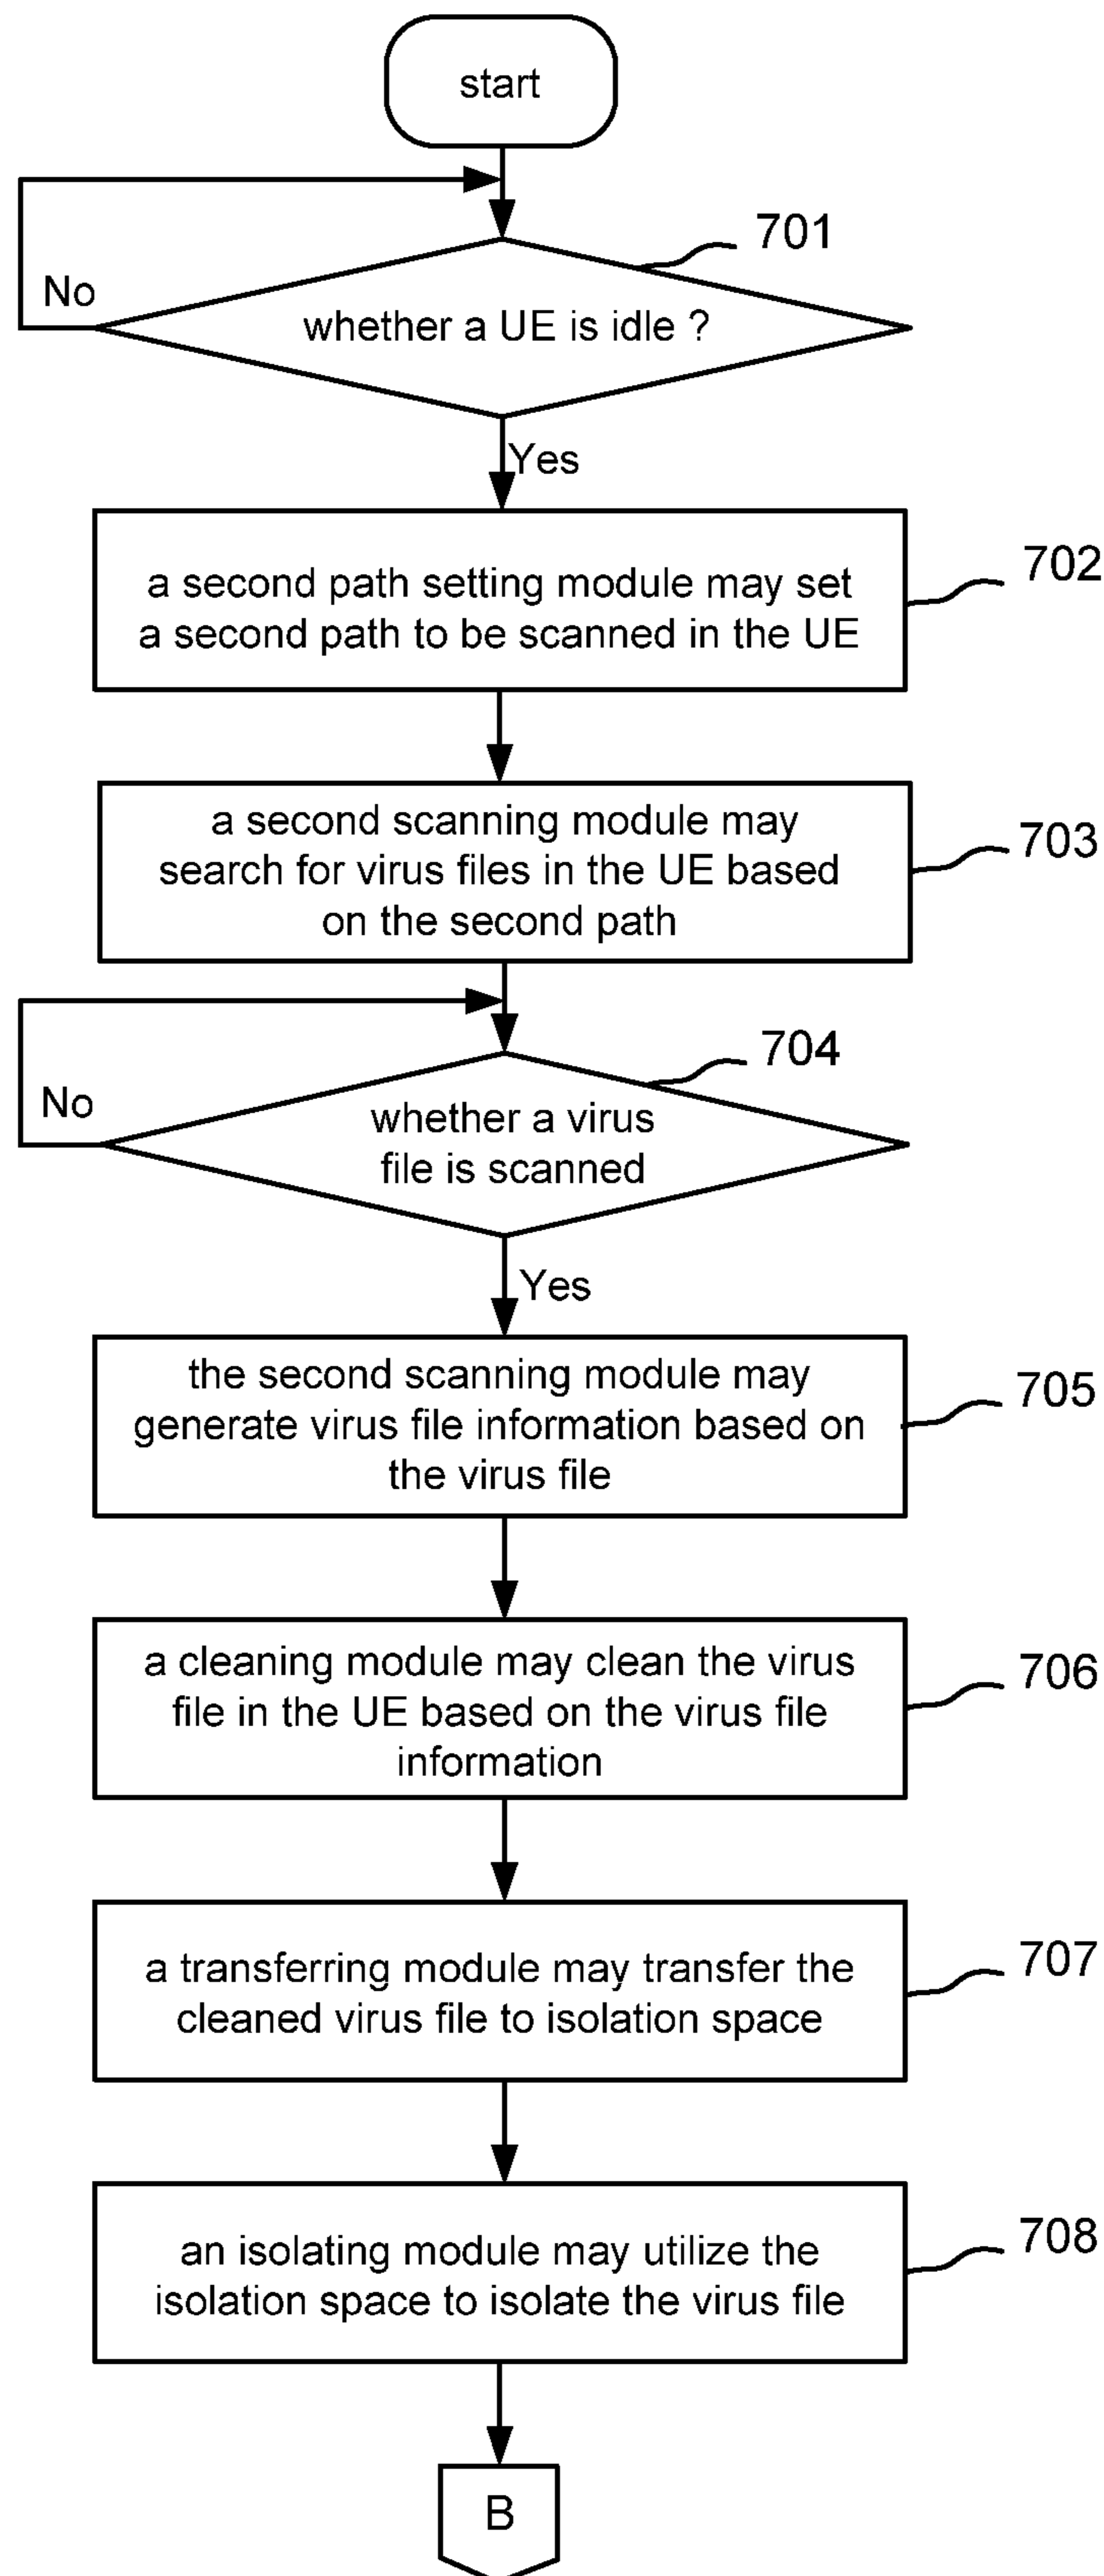 start
701
No
whether a UE is idle ?
Yes
702
a second path setting module may set
a second path to be scanned in the UE
703
a second scanning module may
search for virus files in the UE based
on the second path
704
No
whether a virus
file is scanned
Yes
705
the second scanning module may
generate virus file information based on
the virus file
706
a cleaning module may clean the virus
file in the UE based on the virus file
information
707
a transferring module may transfer the
cleaned virus file to isolation space
708
an isolating module may utilize the
isolation space to isolate the virus file
B